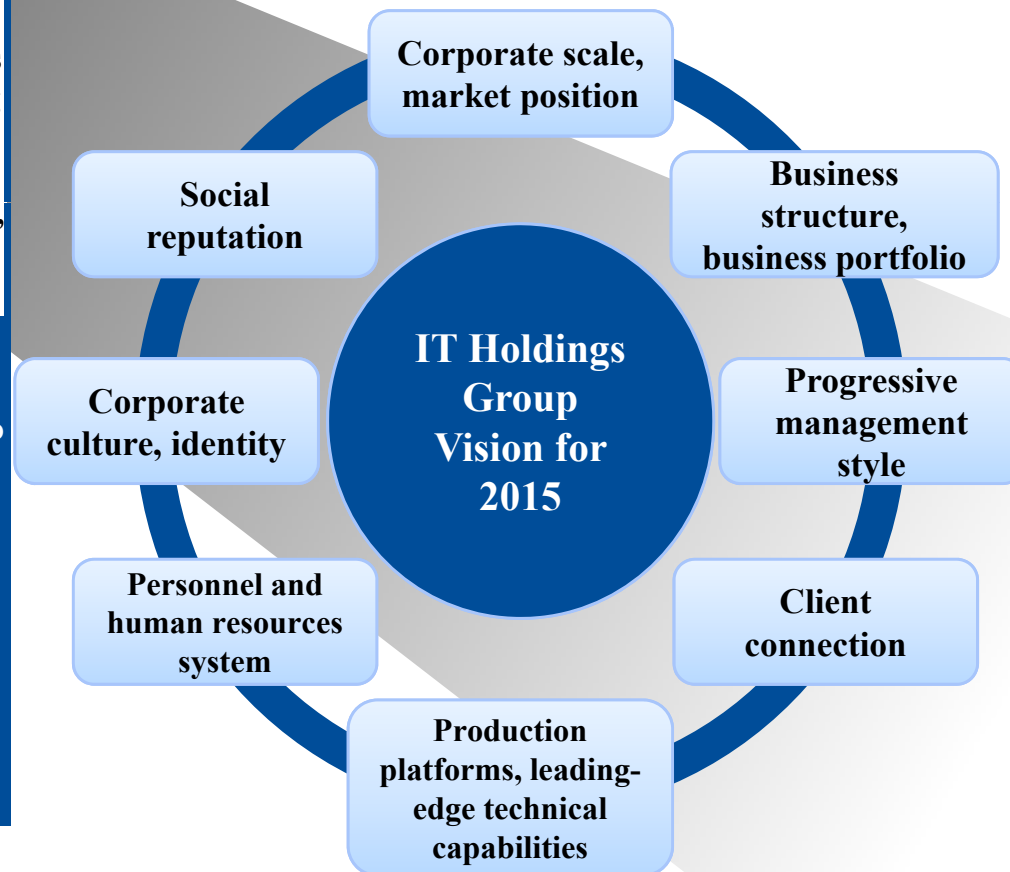 Corporate scale,
market position
Business
structure,
business portfolio
Progressive
management
style
Client
connection
Production
platforms, leading-
edge technical
capabilities
Personnel and
human resources
system
Corporate
culture, identity
Social
reputation
IT Holdings
Group
Vision for
2015